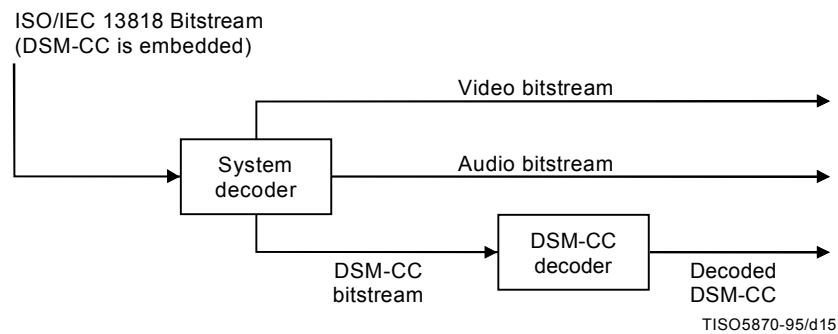 ISO/IEC 13818 Bitstream
(DSM-CC is embedded)
Video bitstream
System
decoder
Audio bitstream
DSM-CC
bitstream
DSM-CC
decoder
Decoded
DSM-CC
TISO5870-95/d15